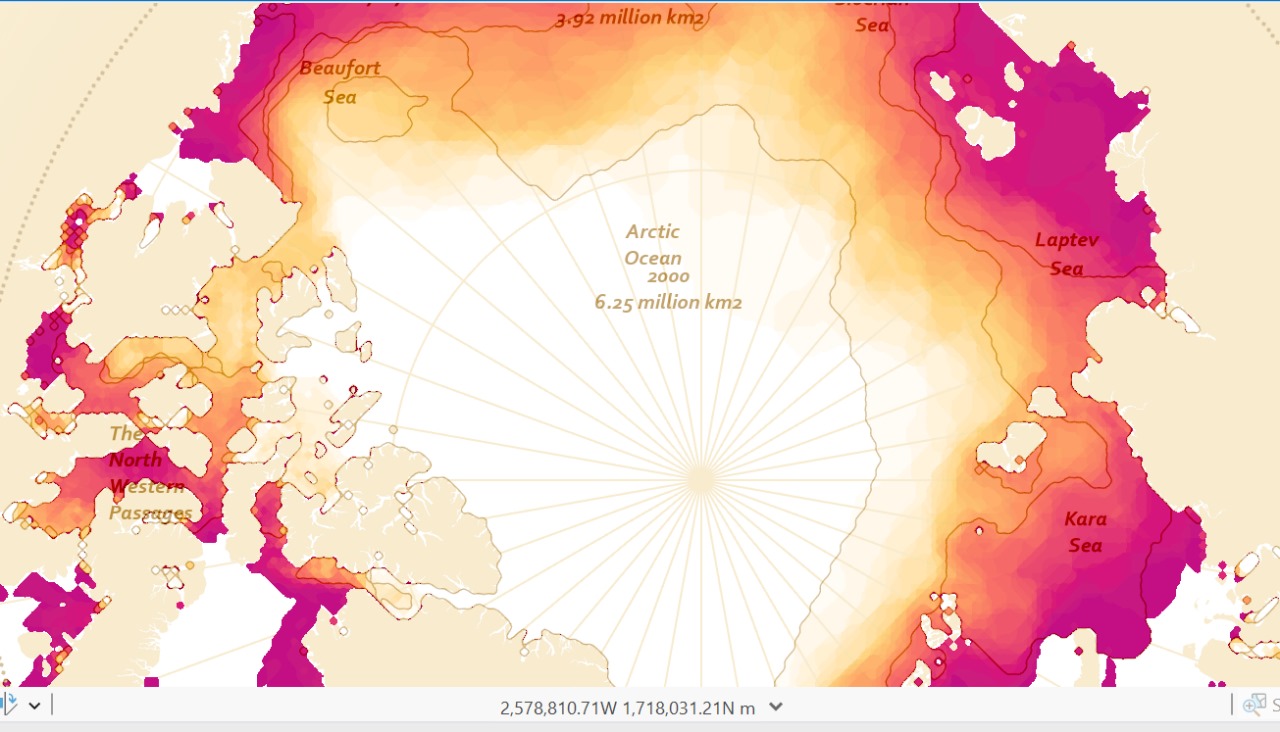 3.92 million km2
Sea
Beaufort
Sea
Arctic
Ocean
2000
6.25 million km2
Laptev
Sea
The
North
Western
Passages
Kara
Sea
2,578,810.71W 1,718,031.21N m